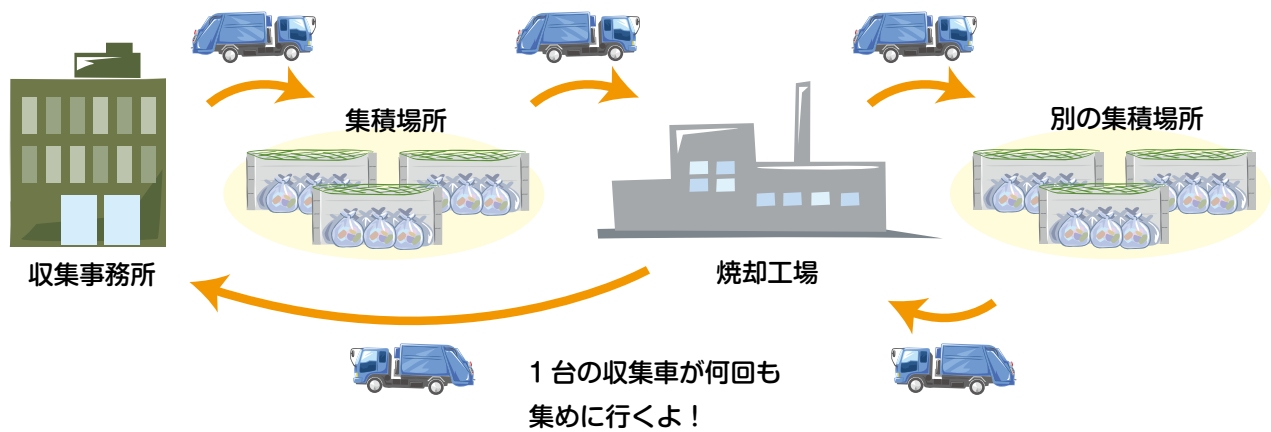 集積場所
別の集積場所
収集事務所
焼却工場
1台の収集車が何回も
集めに行くよ！